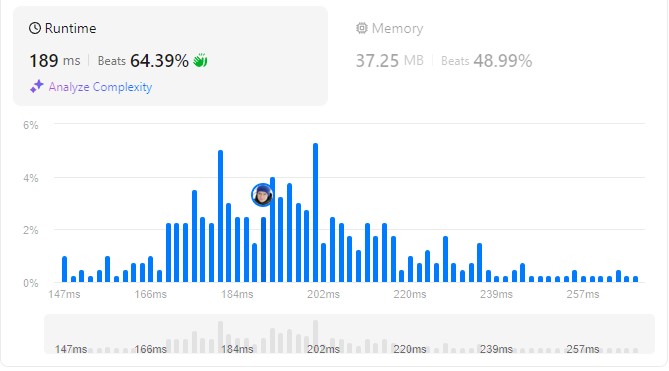 Runtime
189 ms Beats 64.39%
Analyze Complexity
Memory
37.25 MB Beats 48.99%
6%
4%
2%
0%
147ms 166ms 184ms 202ms 220ms 239ms 257ms
147ms 166ms 184ms 202ms 220ms 239ms 257ms